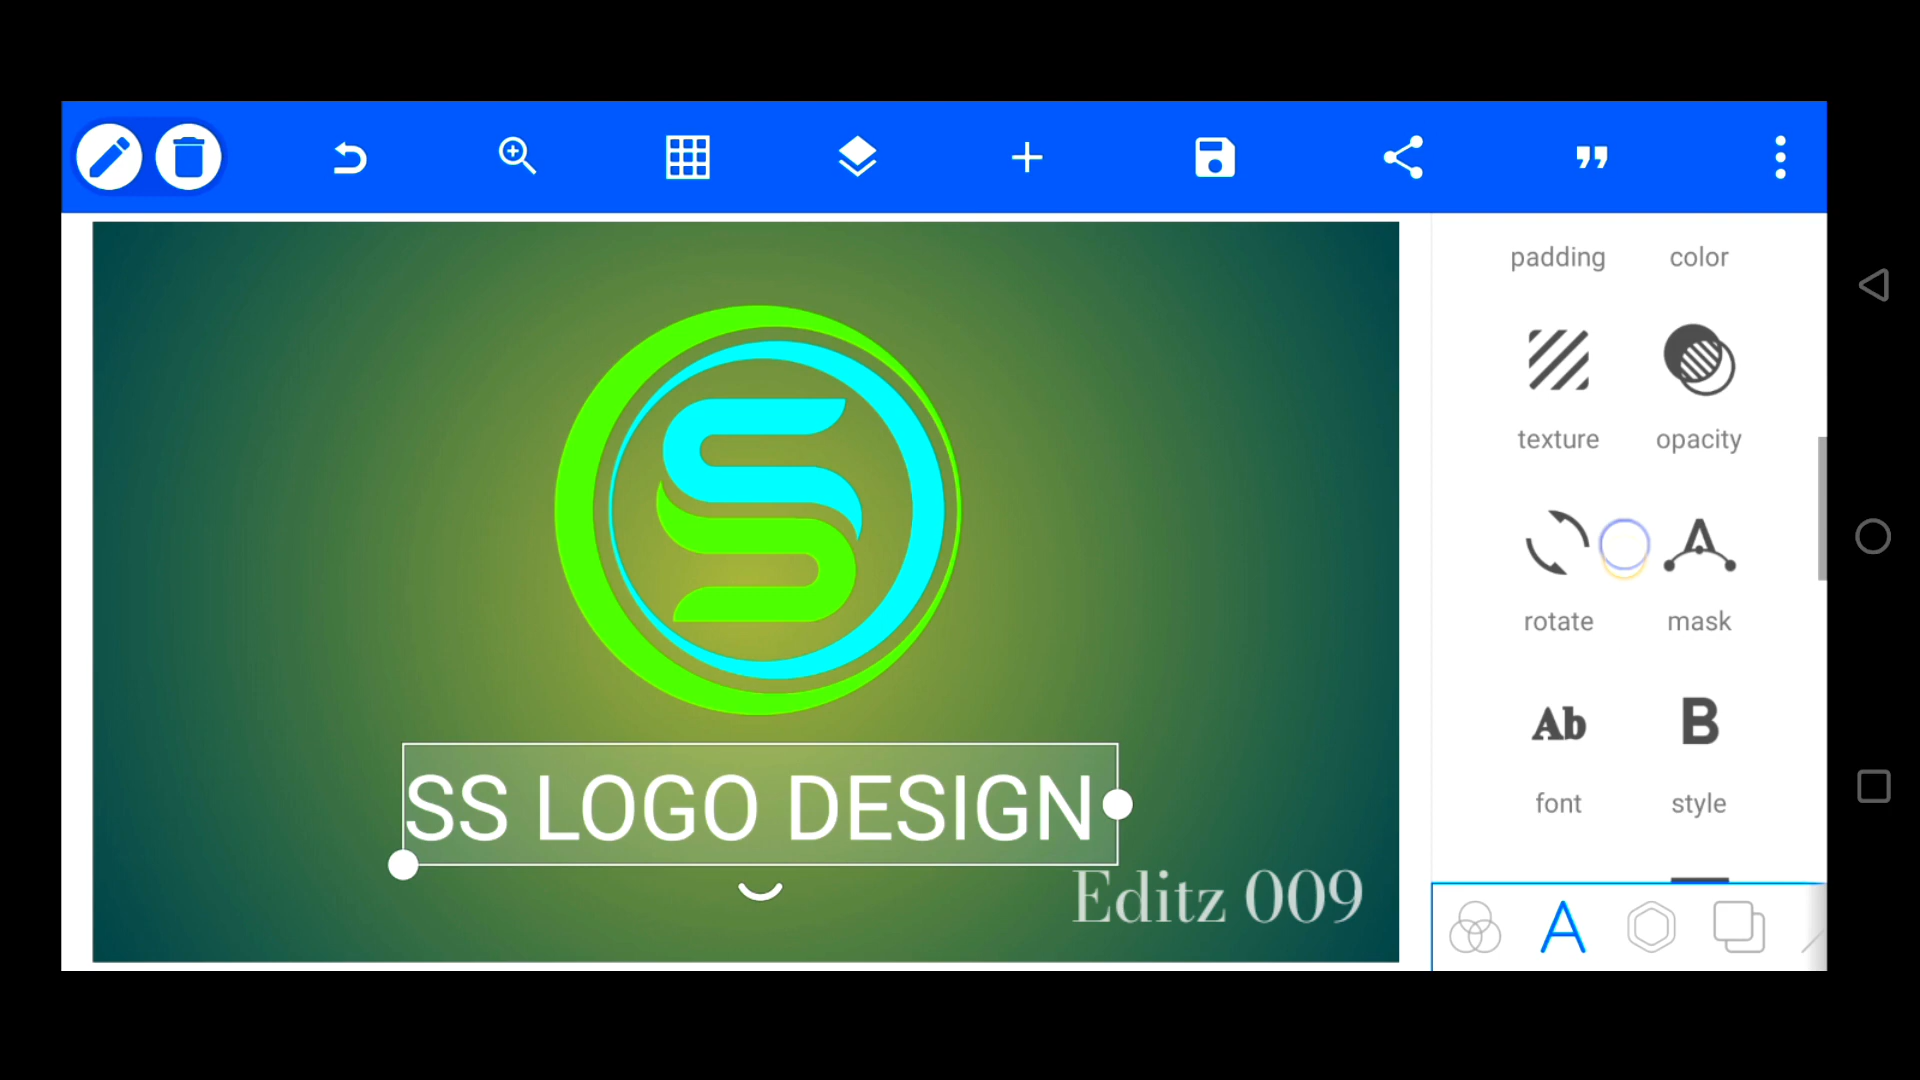 padding color
texture opacity
rotate mask
Ab B
font style
SS LOGO DESIGN
Editz 009
A